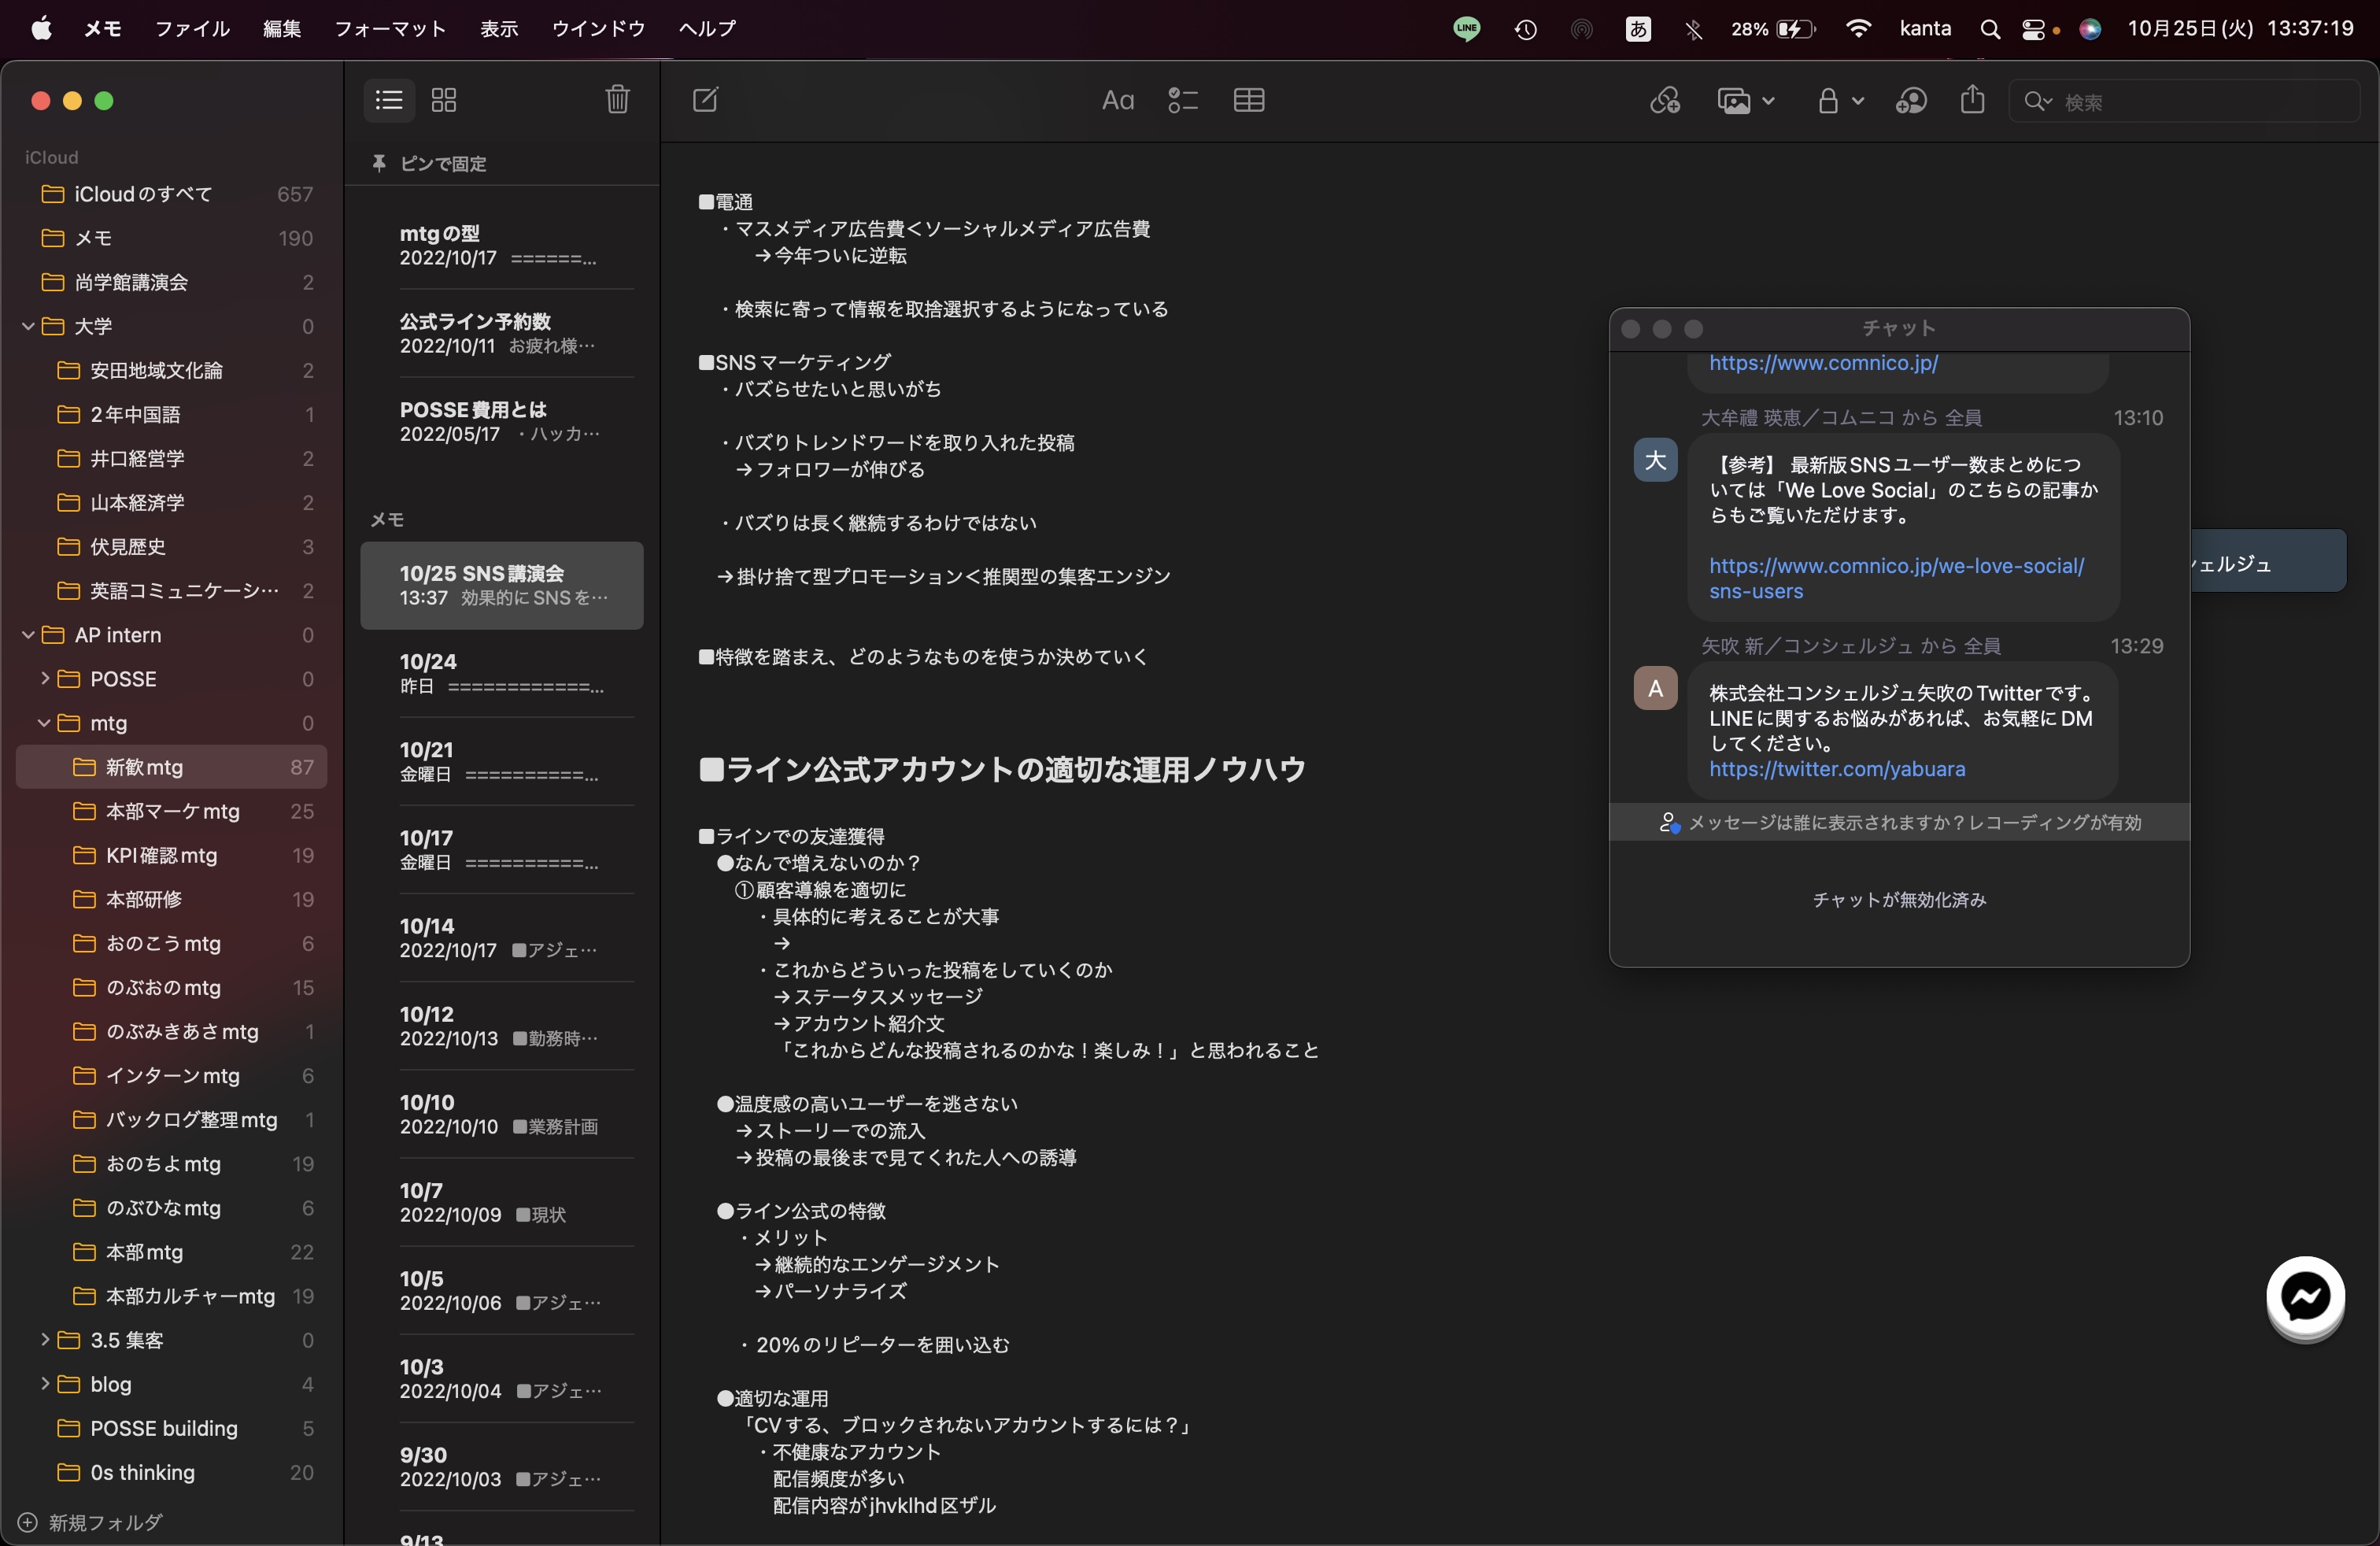 メモ ファイル 編集 フォーマット 表示 ウインドウ ヘルプ
LINE あ 28% kanta 10月25日(火) 13:37:19
iCloud
iCloudのすべて 657
メモ 190
尚学館講演会 2
大学 0
安田地域文化論 2
2年中国語 1
井口経営学 2
山本経済学 2
伏見歴史 3
英語コミュニケーシ… 2
AP intern 0
POSSE 0
mtg 0
新歓mtg 87
本部マーケmtg 25
KPI確認mtg 19
本部研修 19
おのこうmtg 6
のぶおのmtg 15
のぶみきあさmtg 1
インターンmtg 6
バックログ整理mtg 1
おのちよmtg 19
のぶひなmtg 6
本部mtg 22
本部カルチャーmtg 19
3.5 集客 0
blog 4
POSSE building 5
0s thinking 20
新規フォルダ
ピンで固定
mtgの型
2022/10/17 ======...
公式ライン予約数
2022/10/11 お疲れ様…
POSSE費用とは
2022/05/17 ・ハッカ…
メモ
10/25 SNS講演会
13:37 効果的にSNSを…
10/24
昨日 ============...
10/21
金曜日 ==========...
10/17
金曜日 ==========...
10/14
2022/10/17 ■アジェ…
10/12
2022/10/13 ■勤務時…
10/10
2022/10/10 ■業務計画
10/7
2022/10/09 ■現状
10/5
2022/10/06 ■アジェ…
10/3
2022/10/04 ■アジェ…
9/30
2022/10/03 ■アジェ…
9/13
Aa
検索
■電通
・マスメディア広告費＜ソーシャルメディア広告費
→今年ついに逆転
・検索に寄って情報を取捨選択するようになっている
■SNSマーケティング
・バズらせたいと思いがち
・バズりトレンドワードを取り入れた投稿
→フォロワーが伸びる
・バズりは長く継続するわけではない
→掛け捨て型プロモーション＜推関型の集客エンジン
■特徴を踏まえ、どのようなものを使うか決めていく
■ライン公式アカウントの適切な運用ノウハウ
■ラインでの友達獲得
●なんで増えないのか？
①顧客導線を適切に
・具体的に考えることが大事
→
・これからどういった投稿をしていくのか
→ステータスメッセージ
→アカウント紹介文
「これからどんな投稿されるのかな！楽しみ！」と思われること
●温度感の高いユーザーを逃さない
→ストーリーでの流入
→投稿の最後まで見てくれた人への誘導
●ライン公式の特徴
・メリット
→継続的なエンゲージメント
→パーソナライズ
・20%のリピーターを囲い込む
●適切な運用
「CVする、ブロックされないアカウントするには？」
・不健康なアカウント
配信頻度が多い
配信内容がjhvklhd区ザル
チャット
https://www.comnico.jp/
大牟禮 瑛恵／コムニコ から 全員 13:10
大
【参考】 最新版SNSユーザー数まとめにつ
いては「We Love Social」のこちらの記事か
らもご覧いただけます。
https://www.comnico.jp/we-love-social/
sns-users
矢吹 新／コンシェルジュ から 全員 13:29
A
株式会社コンシェルジュ矢吹のTwitterです。
LINEに関するお悩みがあれば、お気軽にDM
してください。
https://twitter.com/yabuara
メッセージは誰に表示されますか？レコーディングが有効
チャットが無効化済み
ェルジュ